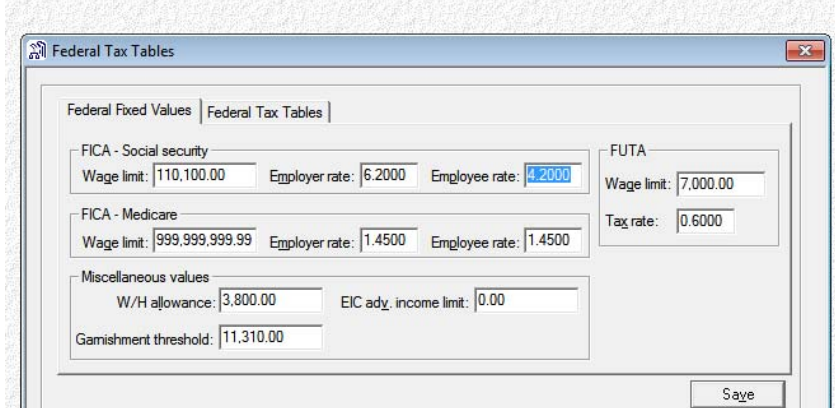 Federal Tax Tables
Federal Fixed Values Federal Tax Tables
FICA - Social security
Wage limit: 110,100.00 Employer rate: 6.2000 Employee rate: 4.2000
FICA - Medicare
Wage limit: 999,999,999.99 Employer rate: 1.4500 Employee rate: 1.4500
Miscellaneous values
W/H allowance: 3,800.00 EIC adv. income limit: 0.00
Garnishment threshold: 11,310.00
FUTA
Wage limit: 7,000.00
Tax rate: 0.6000
Save